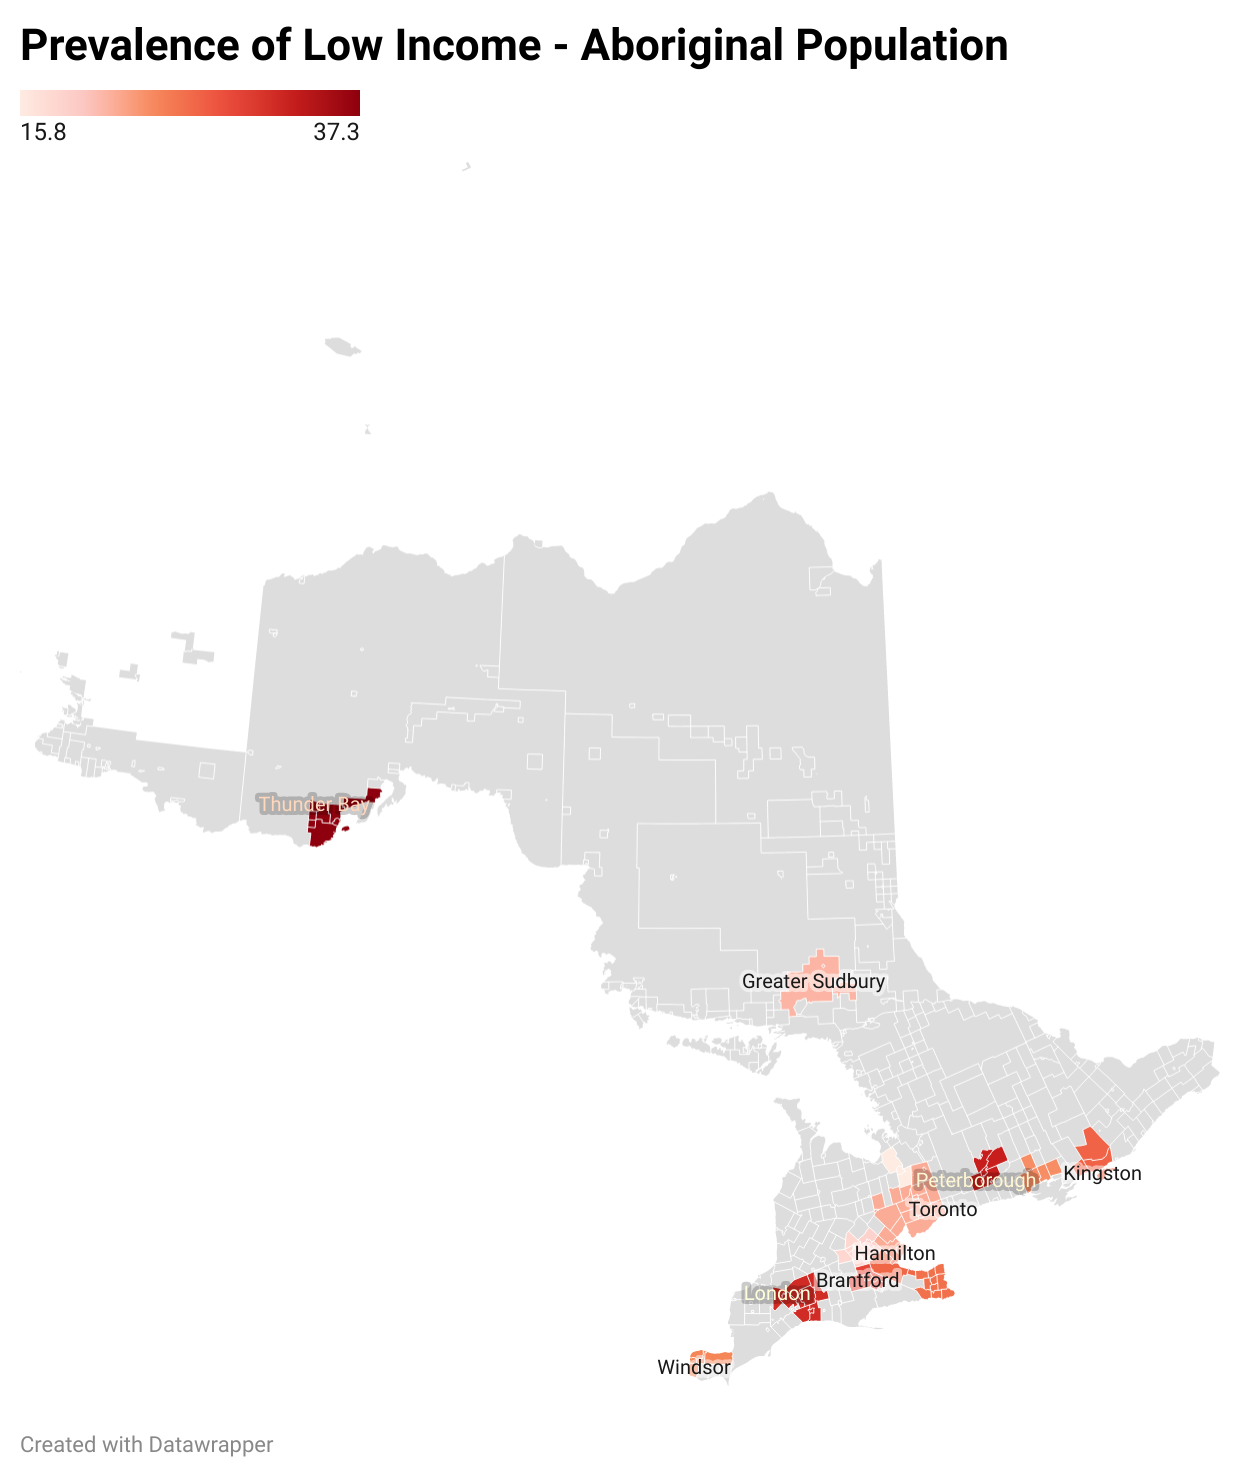 Prevalence of Low Income - Aboriginal Population
15.8 37.3
Thunder Bay
Greater Sudbury
Kingston
Peterborough
Toronto
Hamilton
Brantford
London
Windsor
Created with Datawrapper